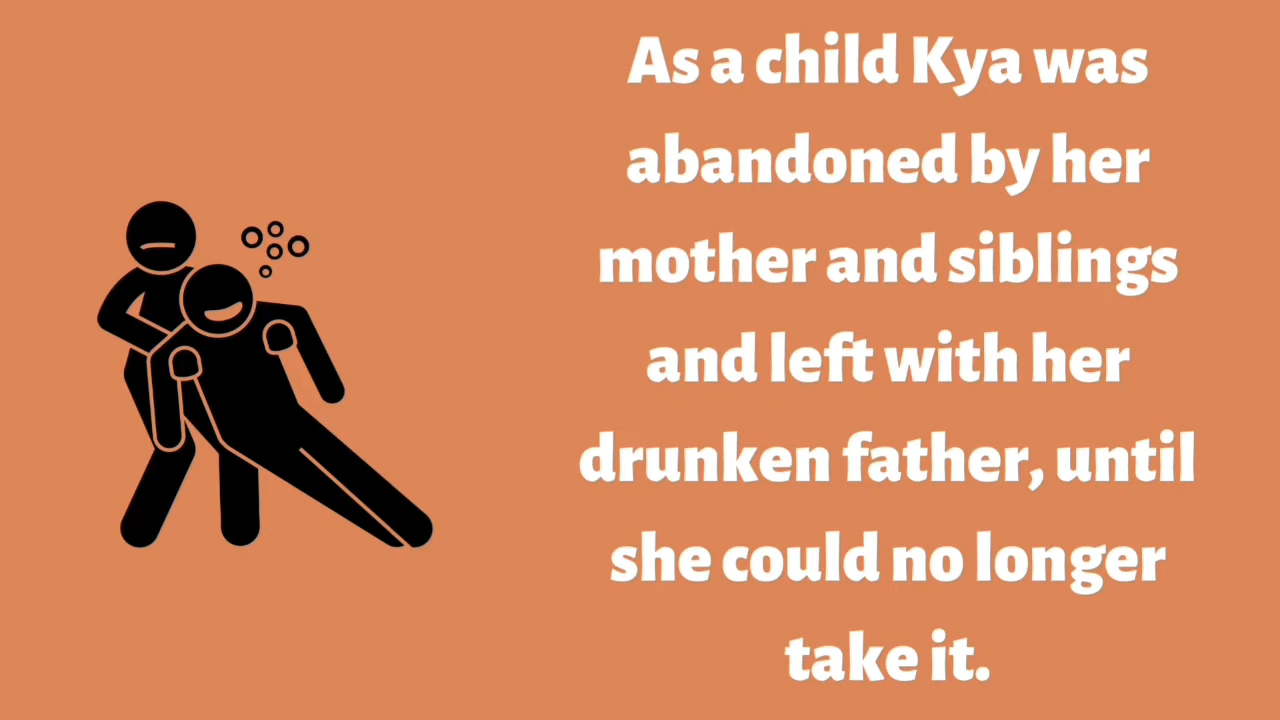 As a child Kya was
abandoned by her
mother and siblings
and left with her
drunken father, until
she could no longer
take it.